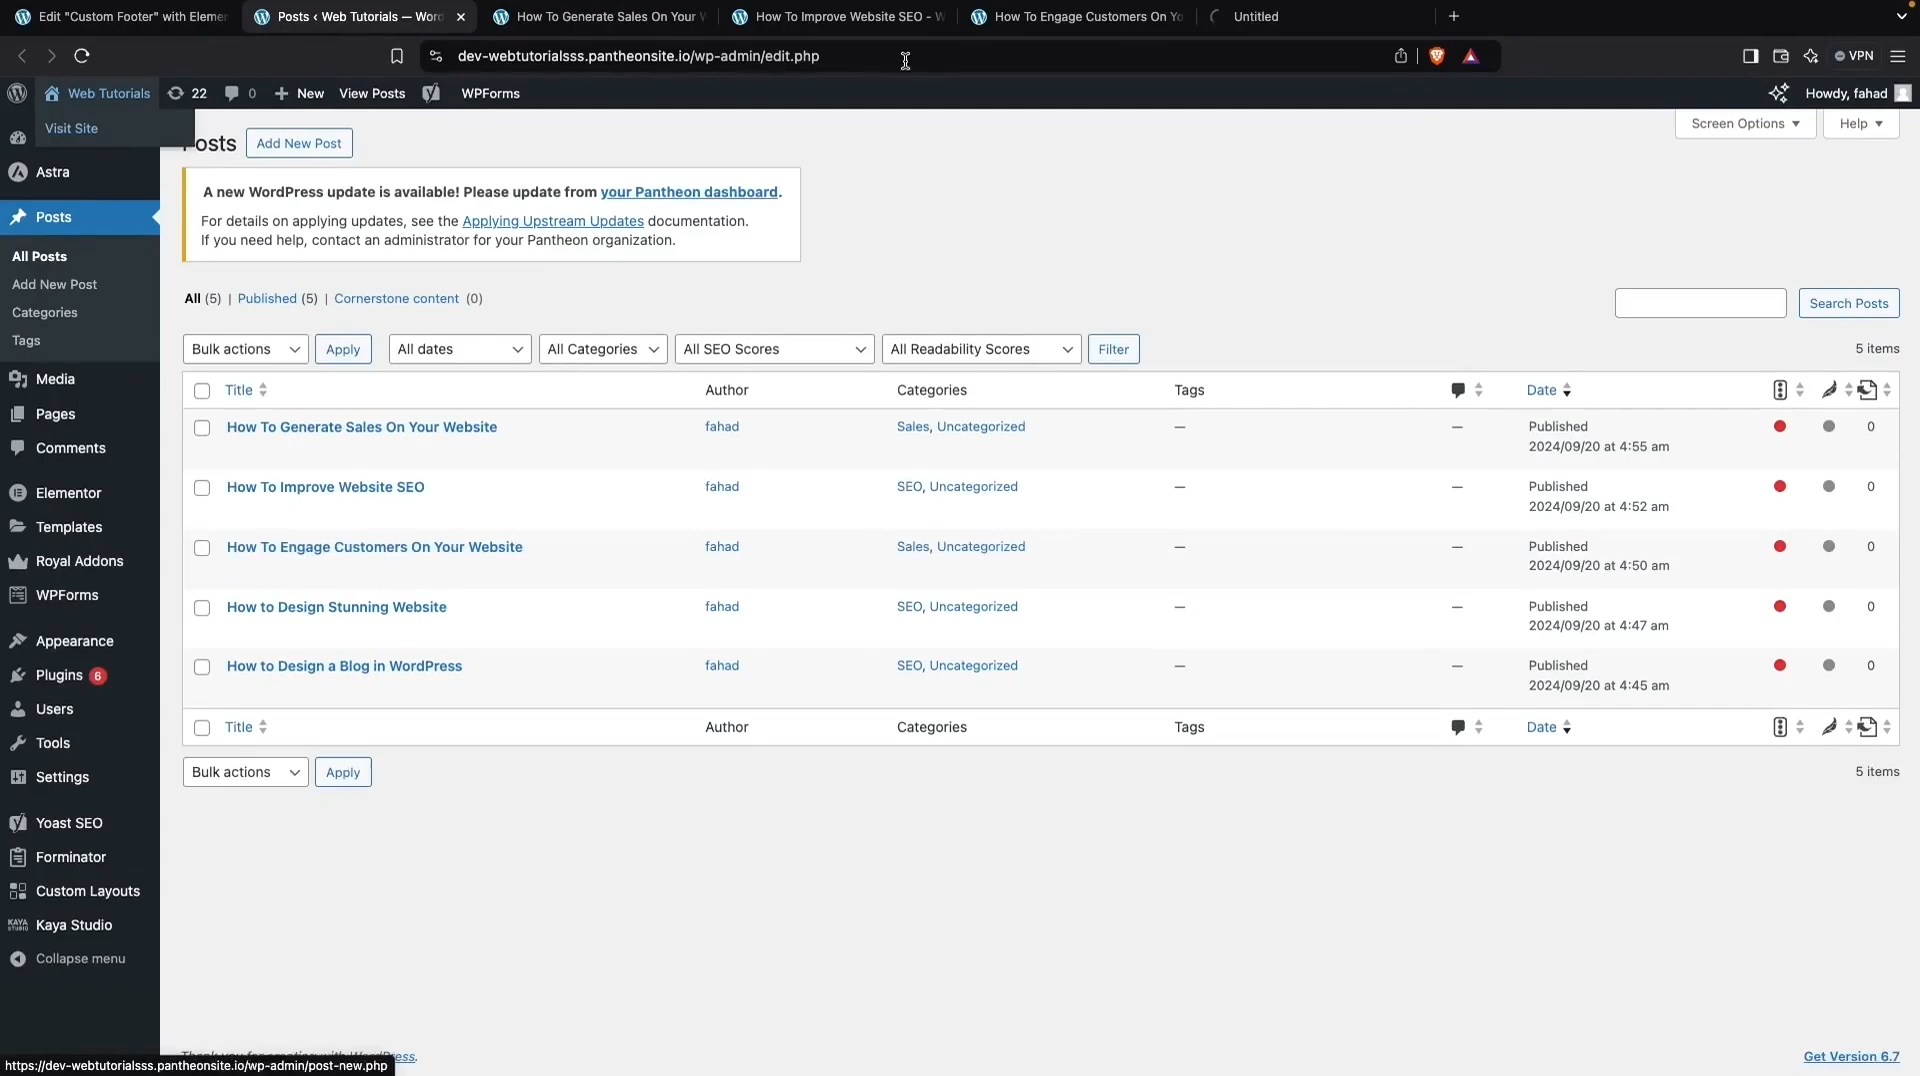 Edit "Custom Footer" with Elemen
Posts ‹ Web Tutorials — Word
How To Generate Sales On Your W
How To Improve Website SEO - W
How To Engage Customers On Yo
Untitled
dev-webtutorialsss.pantheonsite.io/wp-admin/edit.php
VPN
Web Tutorials
22
0
New
View Posts
WPForms
Howdy, fahad
Visit Site
osts
Add New Post
Screen Options
Help
A new WordPress update is available! Please update from your Pantheon dashboard.
For details on applying updates, see the Applying Upstream Updates documentation.
If you need help, contact an administrator for your Pantheon organization.
Astra
Posts
All Posts
Add New Post
Categories
Tags
Media
Pages
Comments
Elementor
Templates
Royal Addons
WPForms
Appearance
Plugins 6
Users
Tools
Settings
Yoast SEO
Forminator
Custom Layouts
KAYA STUDIO Kaya Studio
Collapse menu
All (5) | Published (5) | Cornerstone content (0)
Search Posts
Bulk actions Apply All dates All Categories All SEO Scores All Readability Scores Filter 5 items
Title Author Categories Tags Date
How To Generate Sales On Your Website fahad Sales, Uncategorized — — Published 0
2024/09/20 at 4:55 am
How To Improve Website SEO fahad SEO, Uncategorized — — Published 0
2024/09/20 at 4:52 am
How To Engage Customers On Your Website fahad Sales, Uncategorized — — Published 0
2024/09/20 at 4:50 am
How to Design Stunning Website fahad SEO, Uncategorized — — Published 0
2024/09/20 at 4:47 am
How to Design a Blog in WordPress fahad SEO, Uncategorized — — Published 0
2024/09/20 at 4:45 am
Title Author Categories Tags Date
Bulk actions Apply 5 items
Thank you for creating with WordPress.
Get Version 6.7
https://dev-webtutorialsss.pantheonsite.io/wp-admin/post-new.php